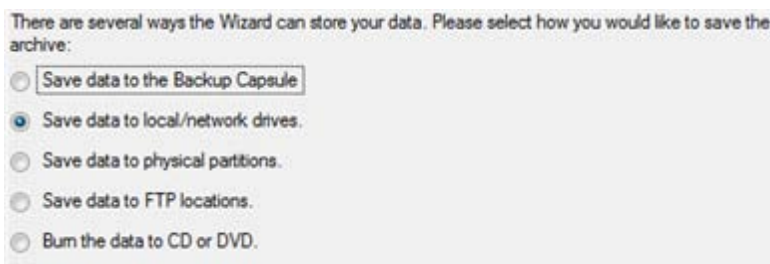 There are several ways the Wizard can store your data. Please select how you would like to save the
archive:
Save data to the Backup Capsule
Save data to local/network drives.
Save data to physical partitions.
Save data to FTP locations.
Burn the data to CD or DVD.